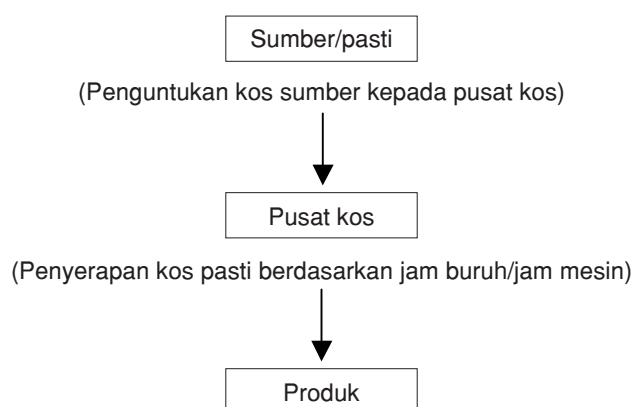 Sumber/pasti
(Penguntukan kos sumber kepada pusat kos)
Pusat kos
(Penyerapan kos pasti berdasarkan jam buruh/jam mesin)
Produk